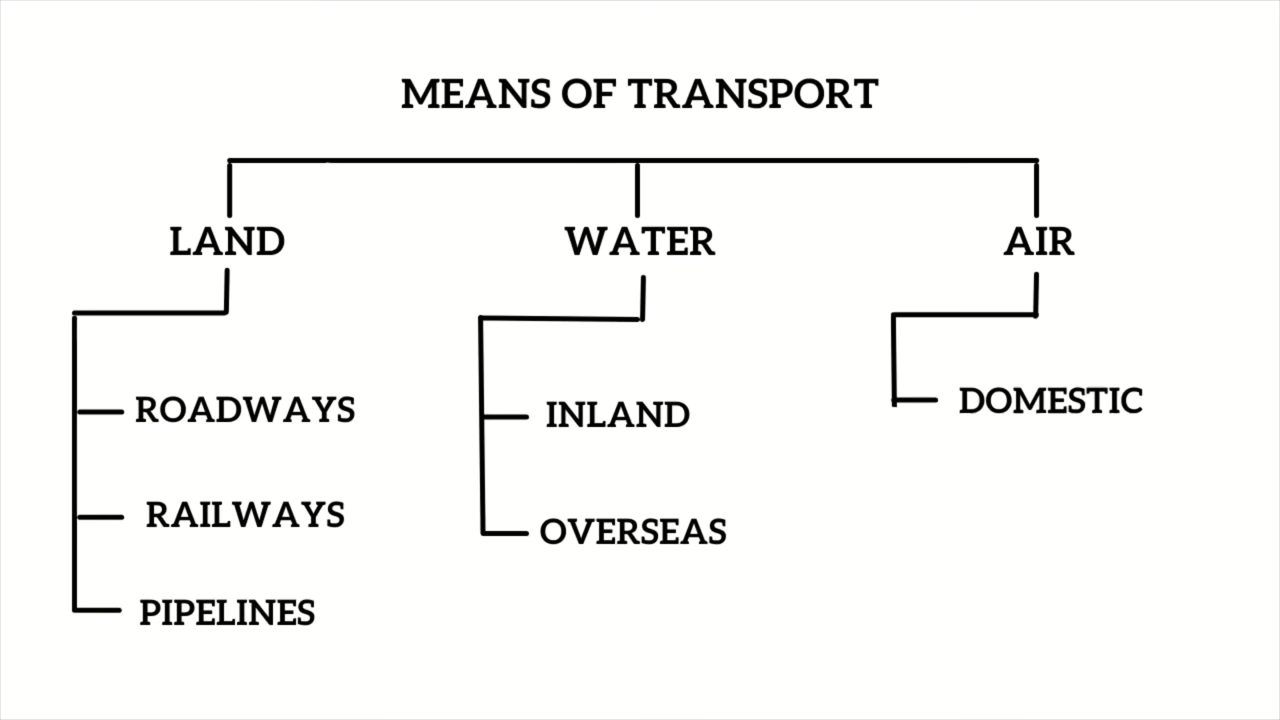 MEANS OF TRANSPORT
LAND
WATER
AIR
ROADWAYS
RAILWAYS
PIPELINES
INLAND
OVERSEAS
DOMESTIC